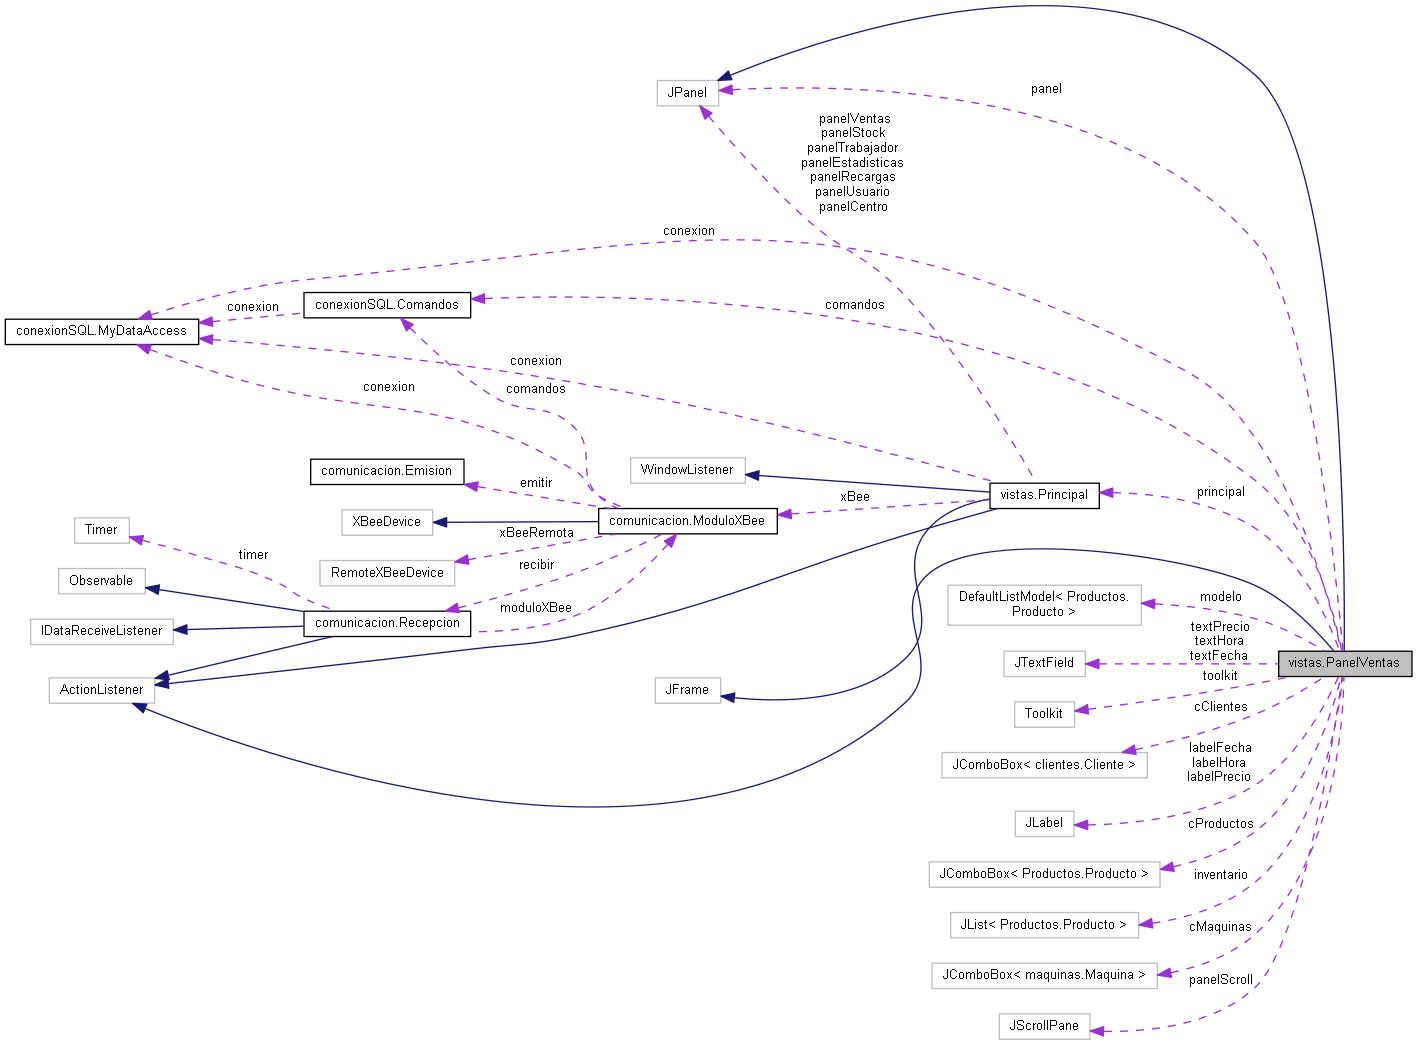 JPanel
panel
panelVentas
panelStock
panelTrabajador
panelEstadisticas
panelRecargas
panelUsuario
panelCentro
conexion
conexionSQL.Comandos
conexion
comandos
conexionSQL.MyDataAccess
conexion
conexion
comandos
WindowListener
comunicacion.Emision
emitir
xBee
vistas.Principal
principal
XBeeDevice
comunicacion.ModuloXBee
Timer
xBeeRemota
timer
recibir
RemoteXBeeDevice
Observable
moduloXBee
DefaultListModel< Productos.
Producto >
modelo
IDataReceiveListener
comunicacion.Recepcion
textPrecio
textHora
textFecha
JTextField
vistas.PanelVentas
ActionListener
JFrame
toolkit
Toolkit
cClientes
JComboBox< clientes.Cliente >
labelFecha
labelHora
labelPrecio
JLabel
cProductos
JComboBox< Productos.Producto >
inventario
JList< Productos.Producto >
cMaquinas
JComboBox< maquinas.Maquina >
panelScroll
JScrollPane